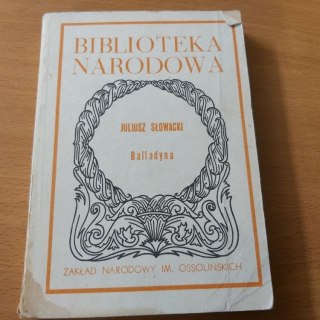 BIBLIOTEKA
NARODOWA
JULIUSZ SŁOWACKI
Balladyna
ZAKŁAD NARODOWY IM. OSSOLIŃSKICH